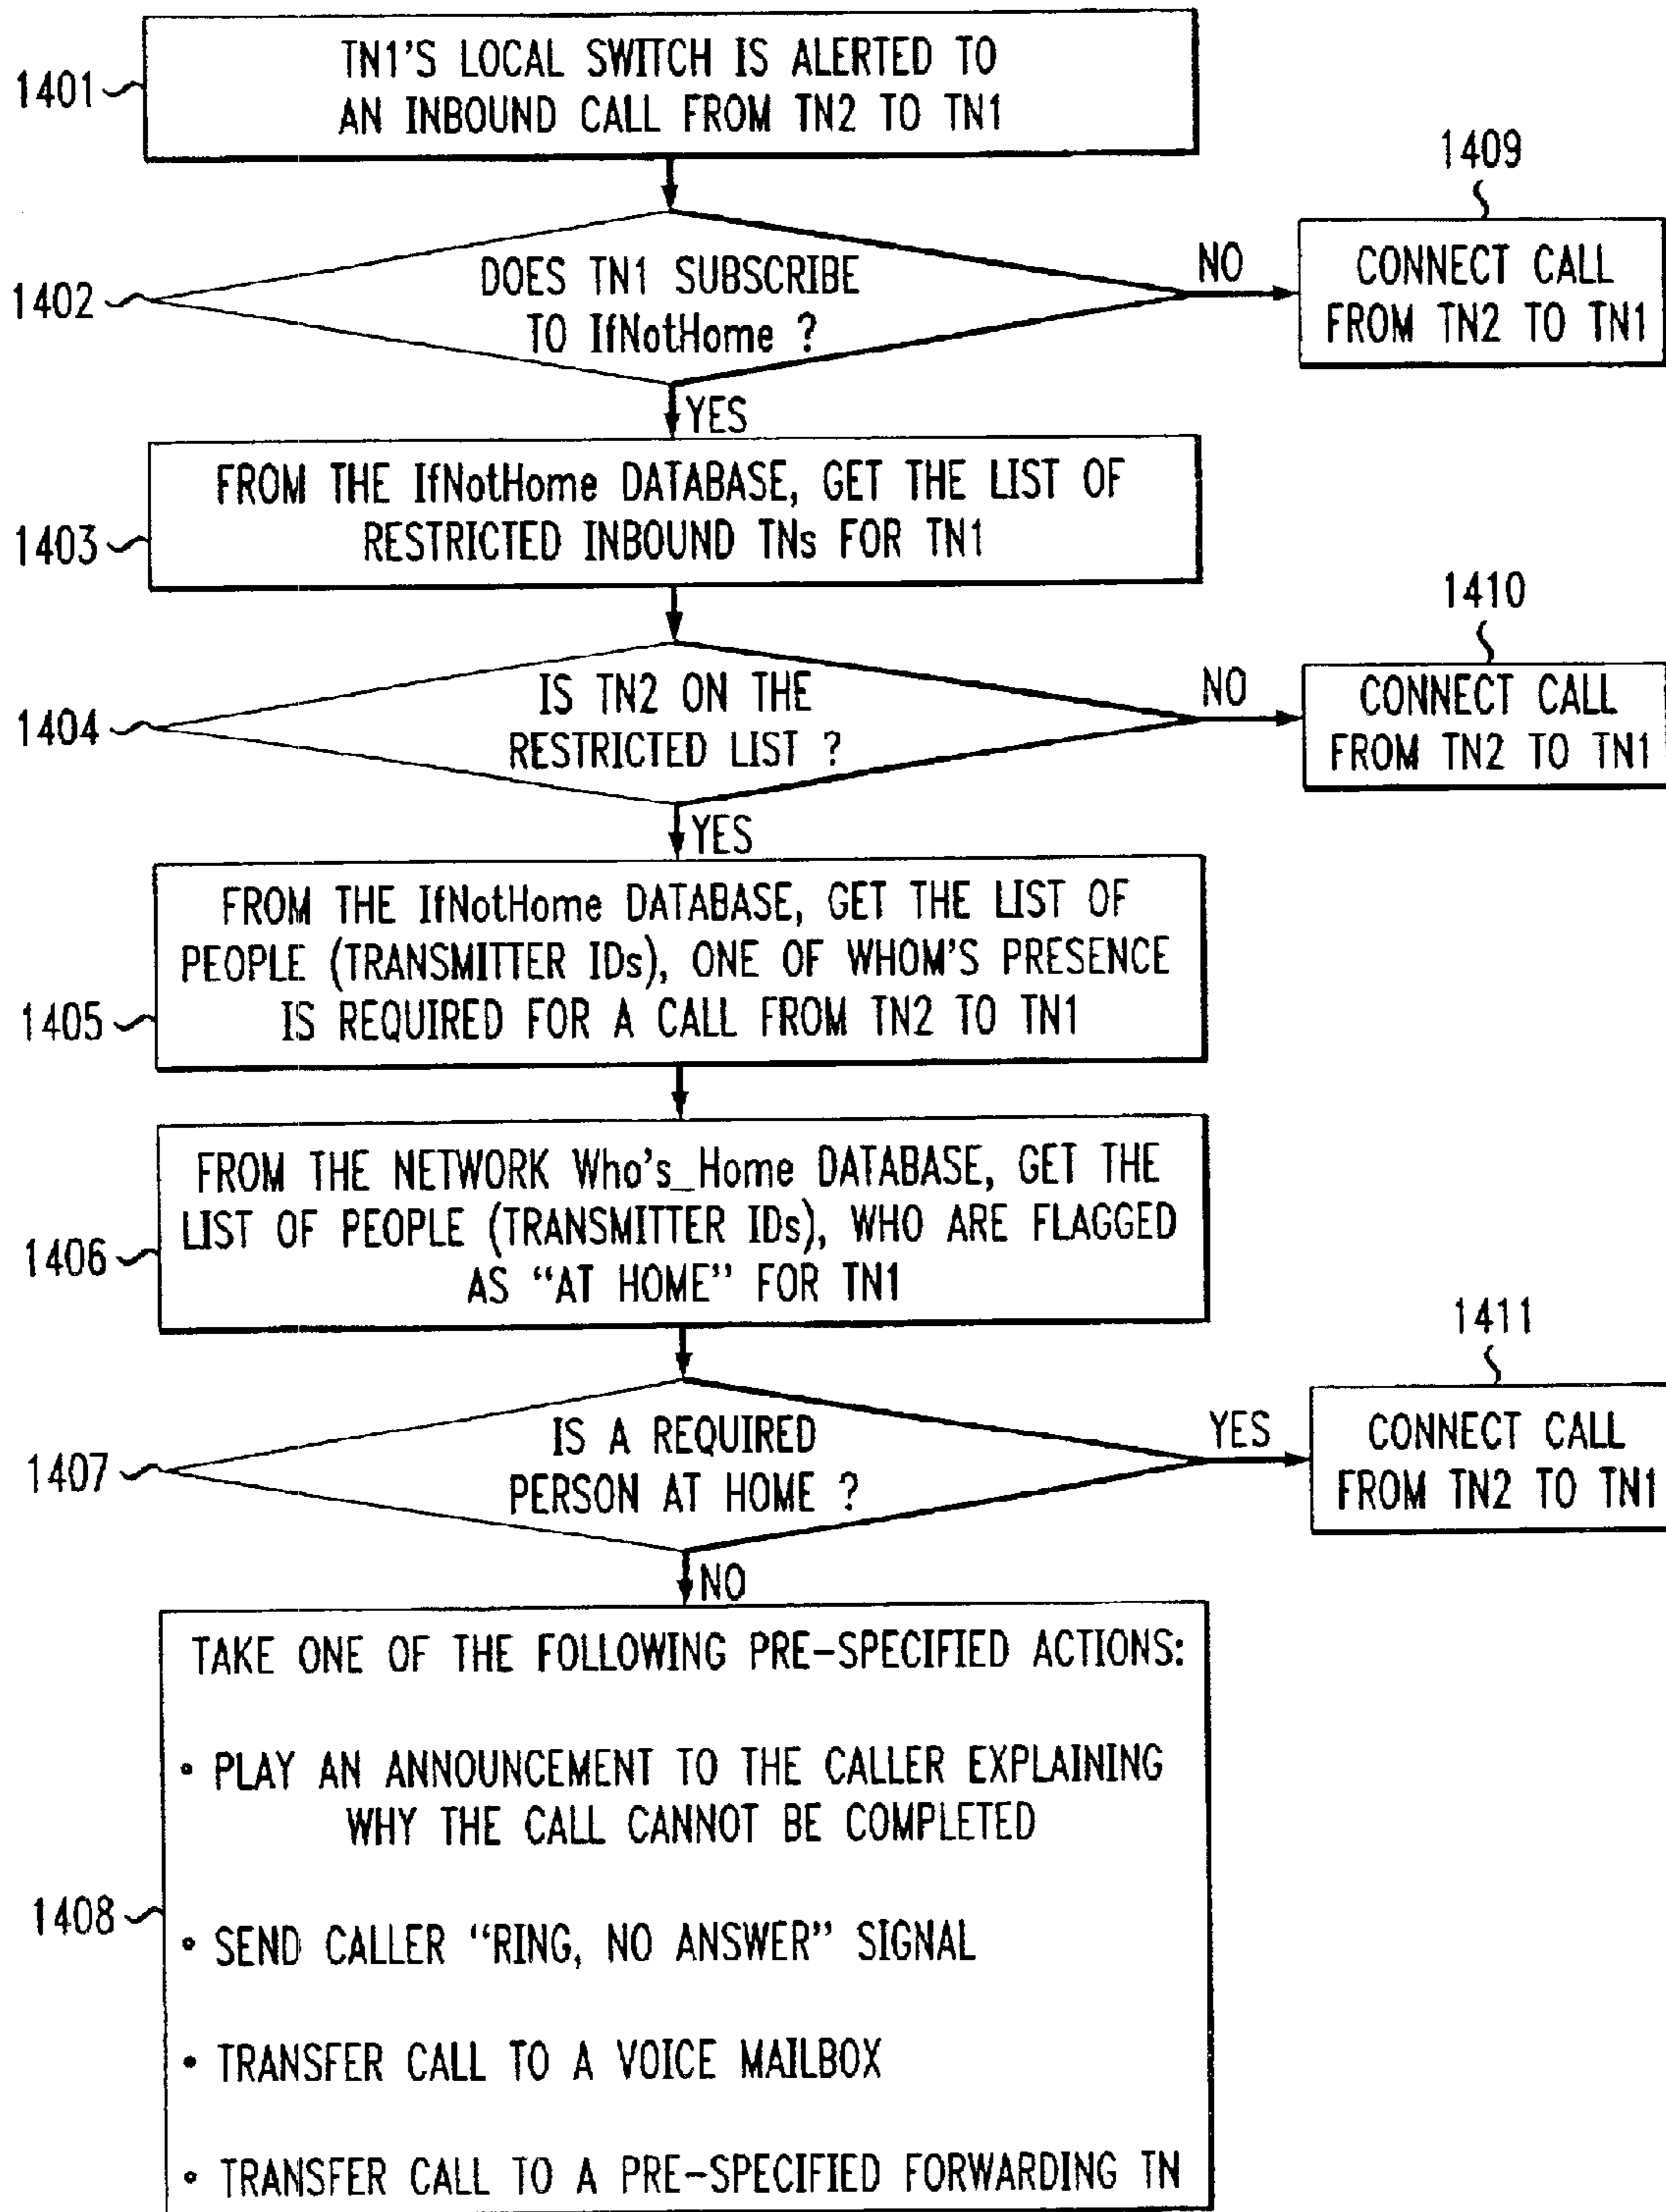 1401
TN1'S LOCAL SWITCH IS ALERTED TO
AN INBOUND CALL FROM TN2 TO TN1
1402
DOES TN1 SUBSCRIBE
TO IfNotHome ?
NO
1409
CONNECT CALL
FROM TN2 TO TN1
YES
1403
FROM THE IfNotHome DATABASE, GET THE LIST OF
RESTRICTED INBOUND TNs FOR TN1
1404
IS TN2 ON THE
RESTRICTED LIST ?
NO
1410
CONNECT CALL
FROM TN2 TO TN1
YES
1405
FROM THE IfNotHome DATABASE, GET THE LIST OF
PEOPLE (TRANSMITTER IDs), ONE OF WHOM'S PRESENCE
IS REQUIRED FOR A CALL FROM TN2 TO TN1
1406
FROM THE NETWORK Who's_Home DATABASE, GET THE
LIST OF PEOPLE (TRANSMITTER IDs), WHO ARE FLAGGED
AS “AT HOME” FOR TN1
1407
IS A REQUIRED
PERSON AT HOME ?
YES
1411
CONNECT CALL
FROM TN2 TO TN1
NO
1408
TAKE ONE OF THE FOLLOWING PRE-SPECIFIED ACTIONS:
• PLAY AN ANNOUNCEMENT TO THE CALLER EXPLAINING
WHY THE CALL CANNOT BE COMPLETED
• SEND CALLER “RING, NO ANSWER” SIGNAL
• TRANSFER CALL TO A VOICE MAILBOX
• TRANSFER CALL TO A PRE-SPECIFIED FORWARDING TN